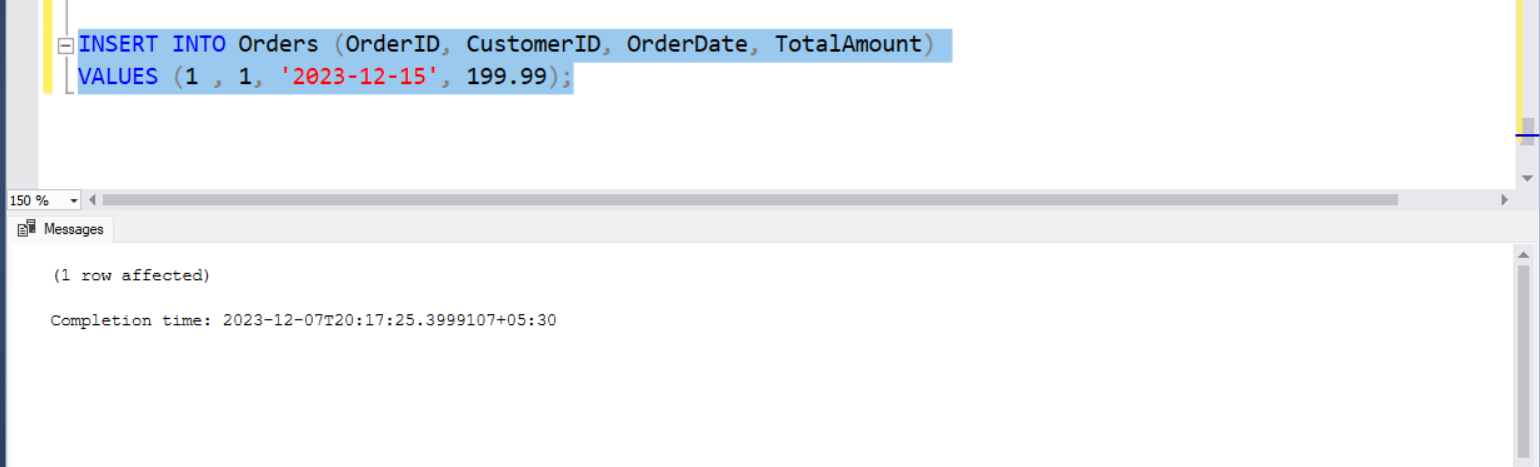 INSERT INTO Orders (OrderID, CustomerID, OrderDate, TotalAmount)
VALUES (1 , 1, '2023-12-15', 199.99);
150 %
Messages
(1 row affected)
Completion time: 2023-12-07T20:17:25.3999107+05:30